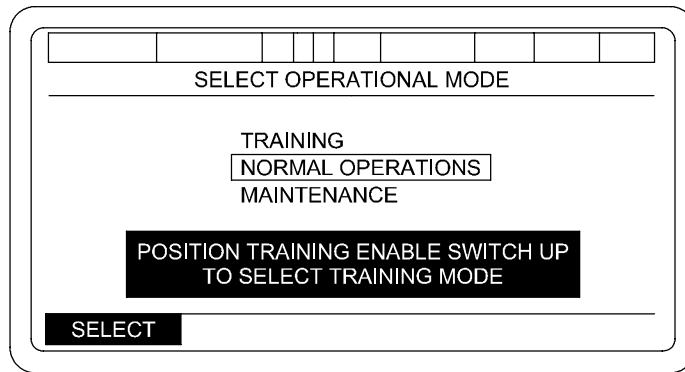 SELECT OPERATIONAL MODE
TRAINING
NORMAL OPERATIONS
MAINTENANCE
POSITION TRAINING ENABLE SWITCH UP
TO SELECT TRAINING MODE
SELECT